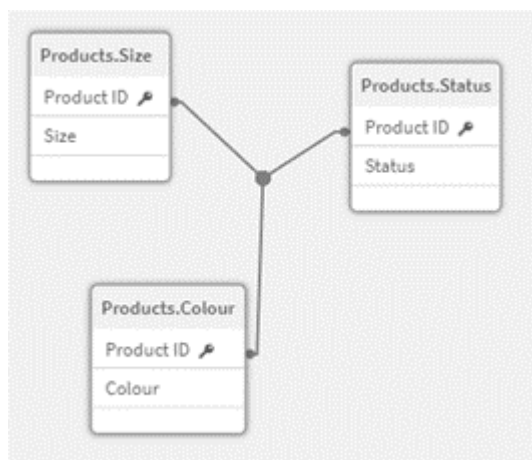 Products.Size
Product ID
Size
Products.Status
Product ID
Status
Products.Colour
Product ID
Colour